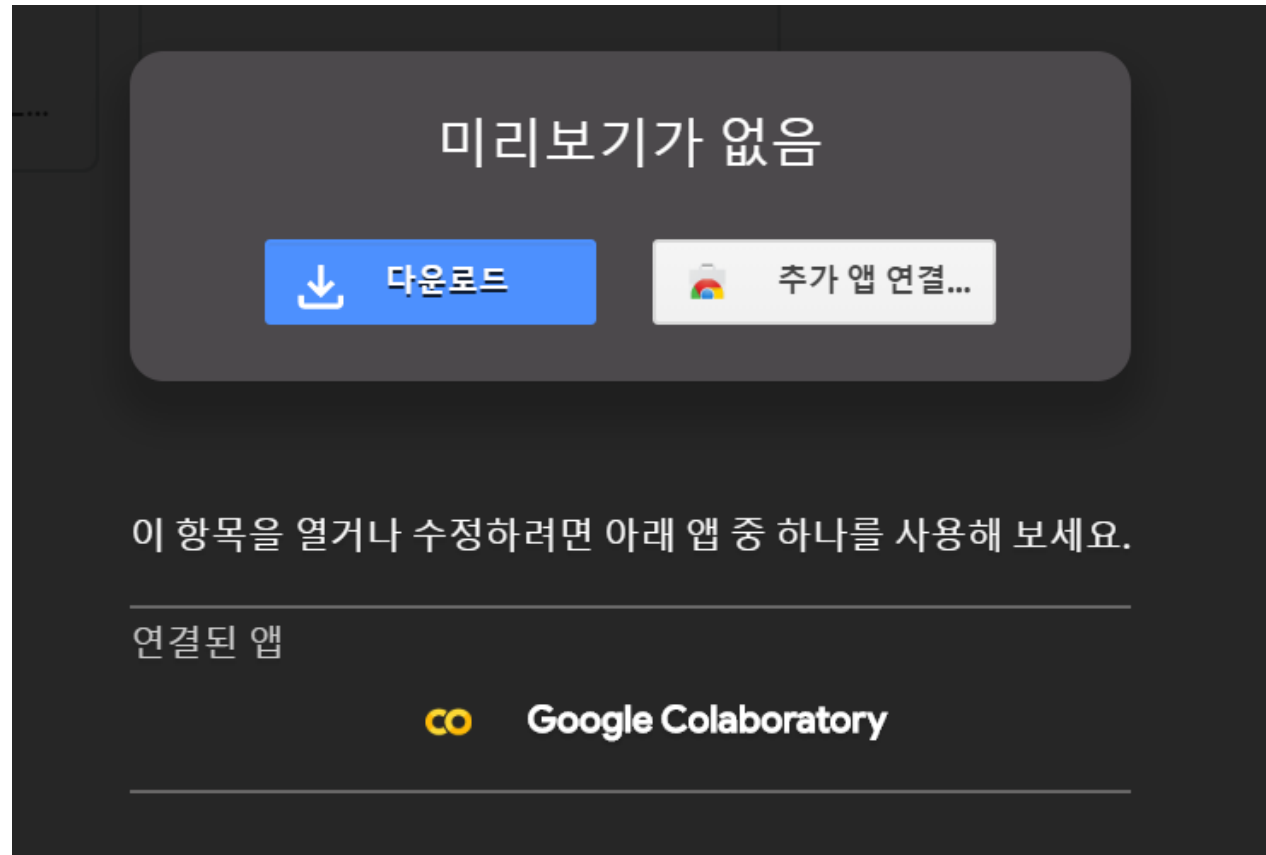 미리보기가 없음
다운로드
추가 앱 연결...
이 항목을 열거나 수정하려면 아래 앱 중 하나를 사용해 보세요.
연결된 앱
Google Colaboratory